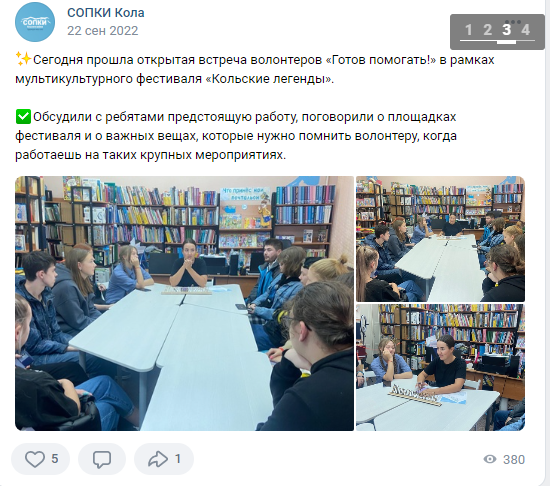 СОПКИ
СОПКИ Кола
22 сен 2022
1 2 3 4
✨Сегодня прошла открытая встреча волонтеров «Готов помогать!» в рамках
мультикультурного фестиваля «Кольские легенды».
✅Обсудили с ребятами предстоящую работу, поговорили о площадках
фестиваля и о важных вещах, которые нужно помнить волонтеру, когда
работаешь на таких крупных мероприятиях.
5
1
380